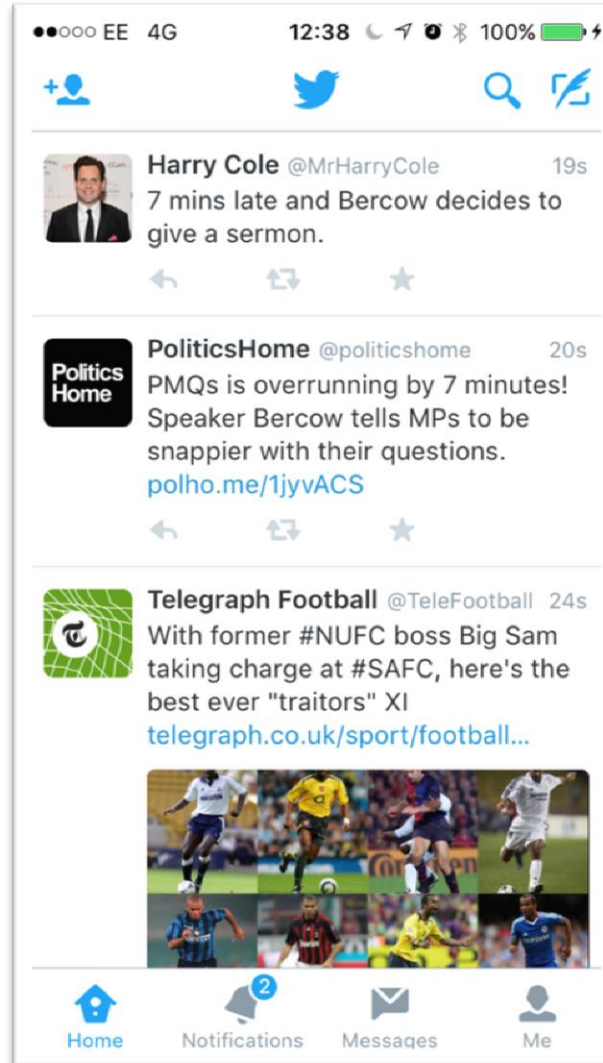 EE 4G 12:38 100%
Harry Cole @MrHarryCole 19s
7 mins late and Bercow decides to
give a sermon.
Politics
Home
PoliticsHome @politicshome 20s
PMQs is overrunning by 7 minutes!
Speaker Bercow tells MPs to be
snappier with their questions.
polho.me/1jyvACS
Telegraph Football @TeleFootball 24s
With former #NUFC boss Big Sam
taking charge at #SAFC, here's the
best ever "traitors" XI
telegraph.co.uk/sport/football...
2
Home Notifications Messages Me